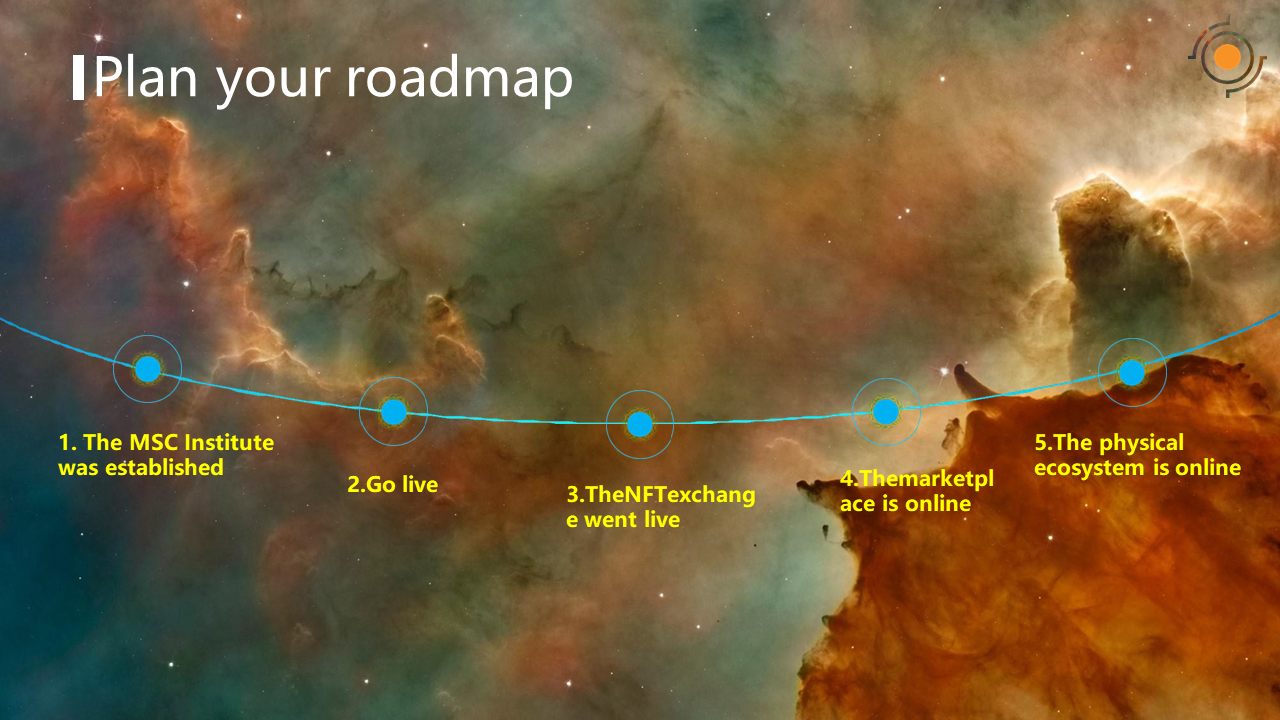 Plan your roadmap
1. The MSC Institute
was established
2.Go live
3.TheNFTexchang
e went live
4.Themarketpl
ace is online
5.The physical
ecosystem is online